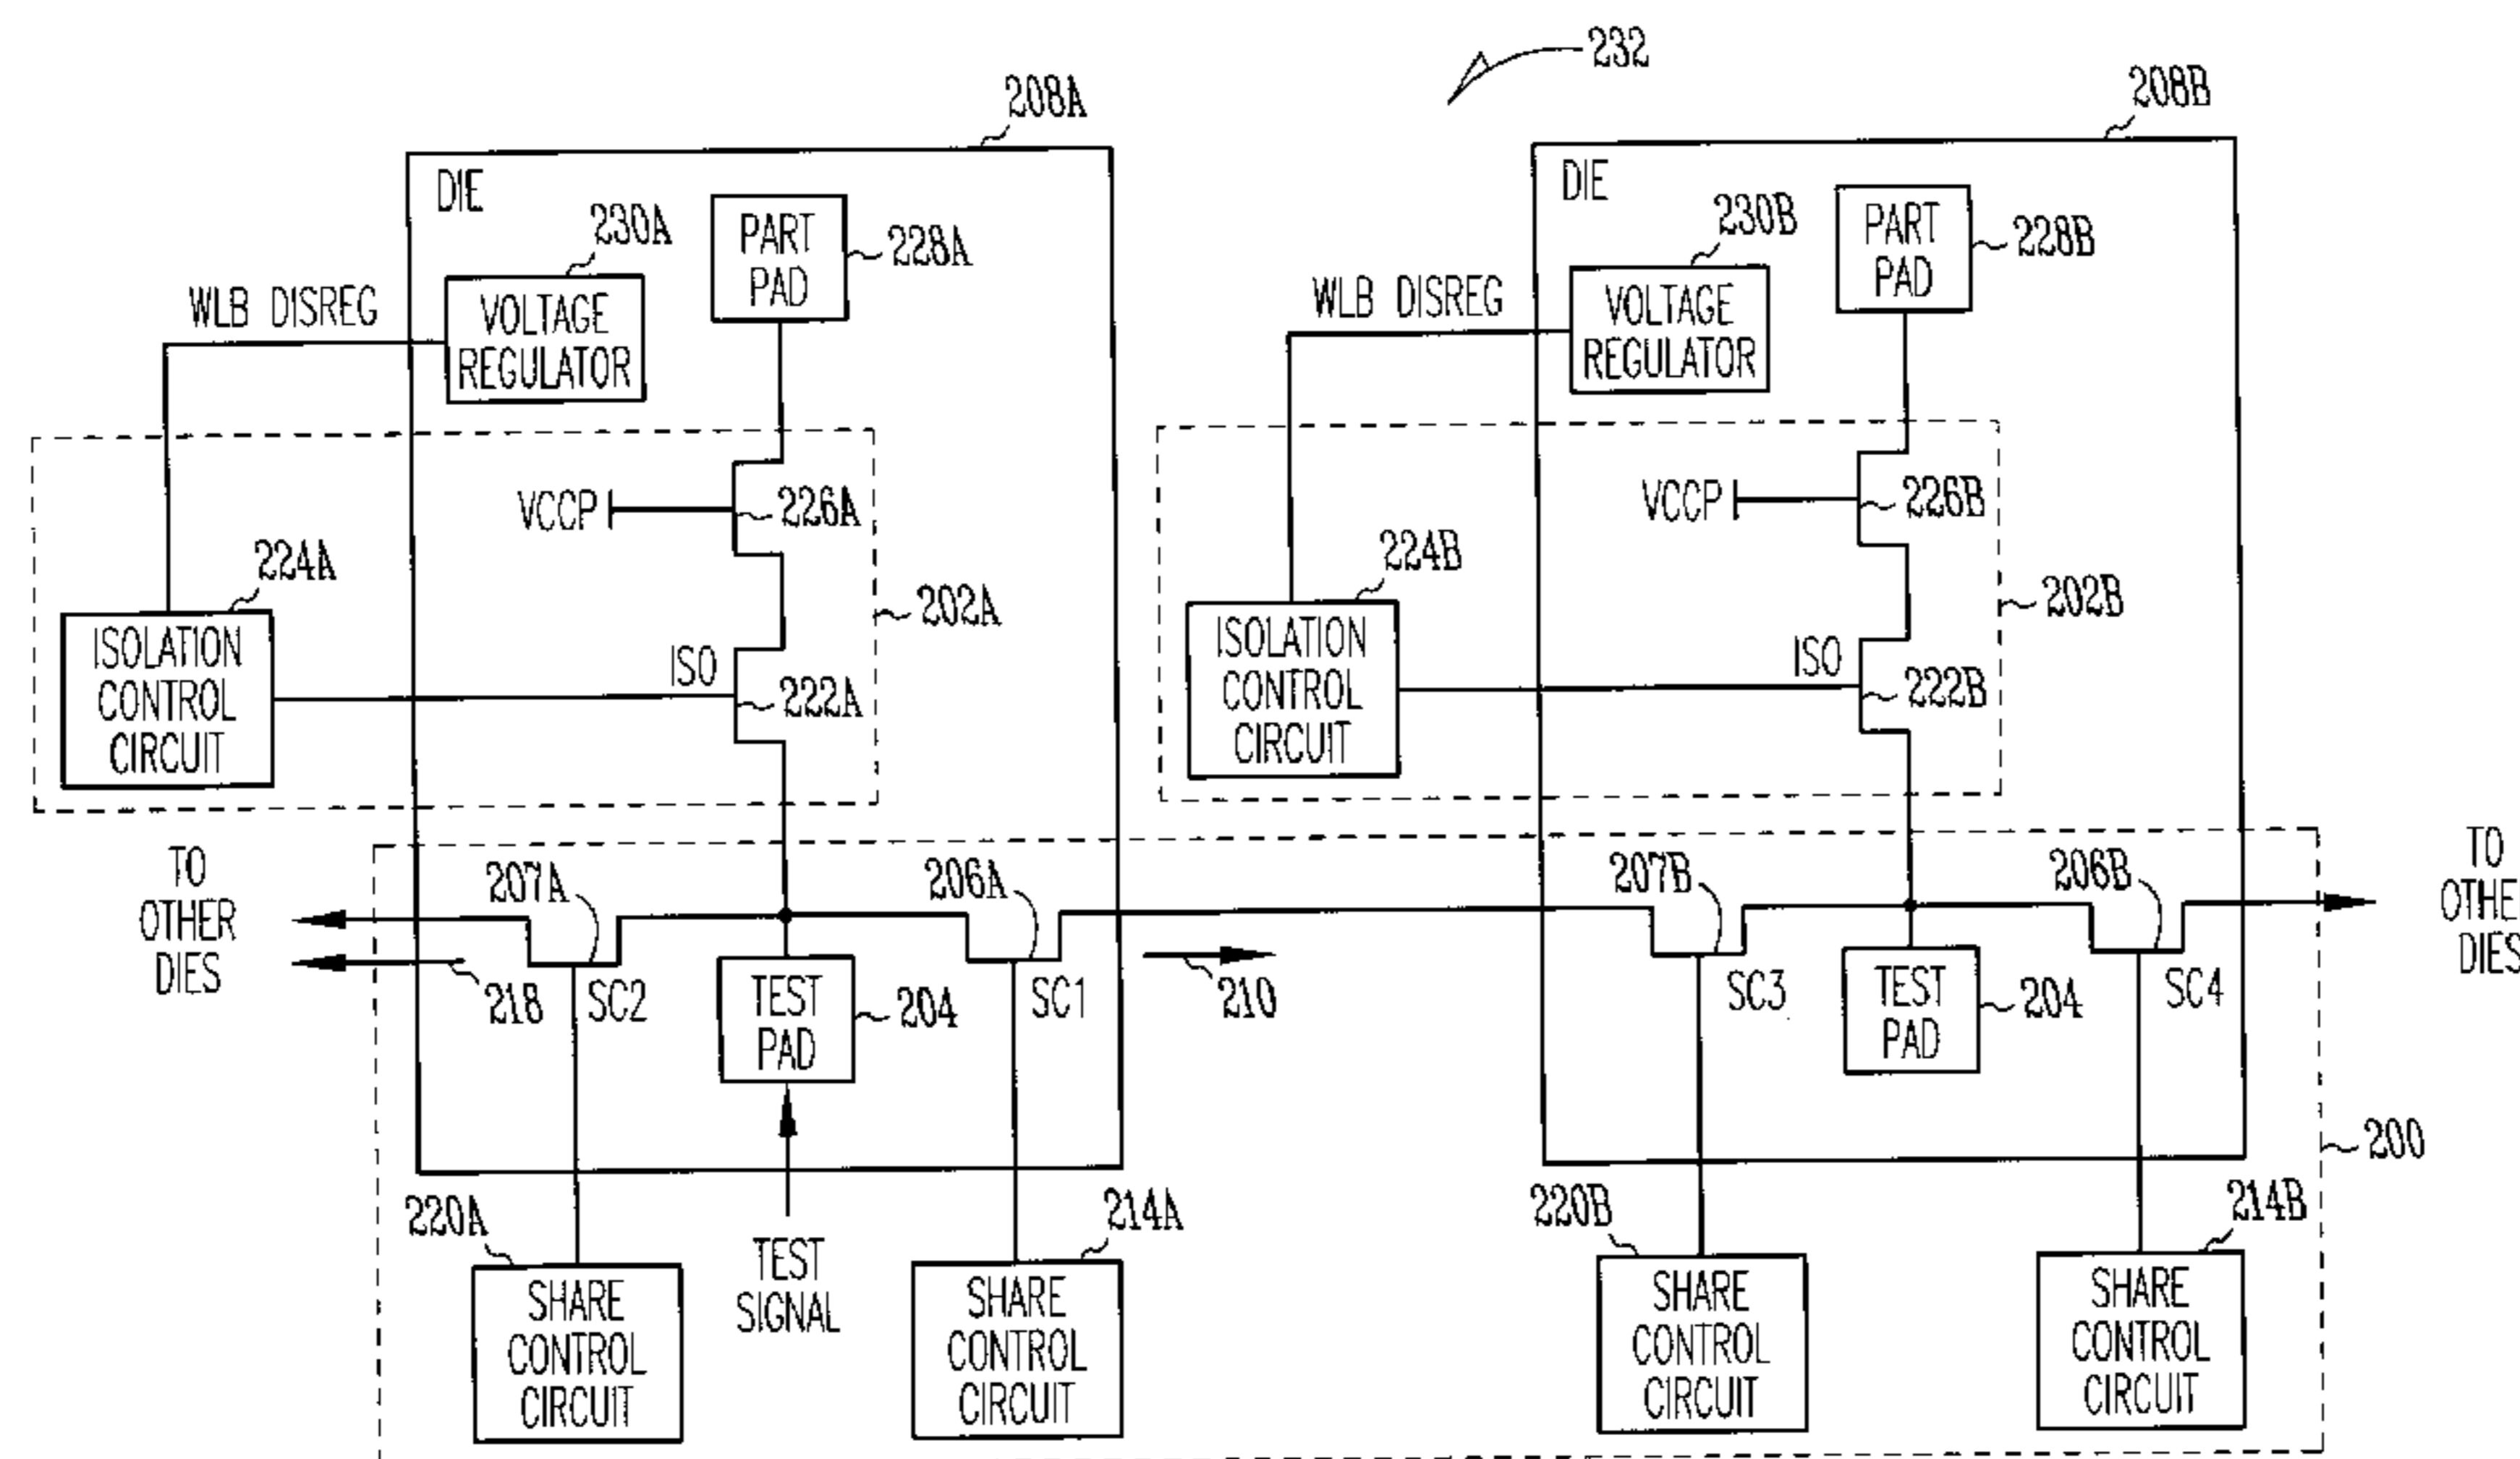 232
208A
208B
DIE
230A
PART
PAD
228A
WLB DISREG
VOLTAGE
REGULATOR
VCCP
226A
224A
202A
ISOLATION
CONTROL
CIRCUIT
ISO
222A
DIE
230B
PART
PAD
228B
WLB DISREG
VOLTAGE
REGULATOR
VCCP
226B
224B
202B
ISOLATION
CONTROL
CIRCUIT
ISO
222B
TO
OTHER
DIES
207A
206A
218
SC2
TEST
PAD
204
SC1
210
207B
206B
SC3
TEST
PAD
204
SC4
TO
OTHE
DIES
200
220A
TEST
SIGNAL
214A
SHARE
CONTROL
CIRCUIT
SHARE
CONTROL
CIRCUIT
220B
214B
SHARE
CONTROL
CIRCUIT
SHARE
CONTROL
CIRCUIT